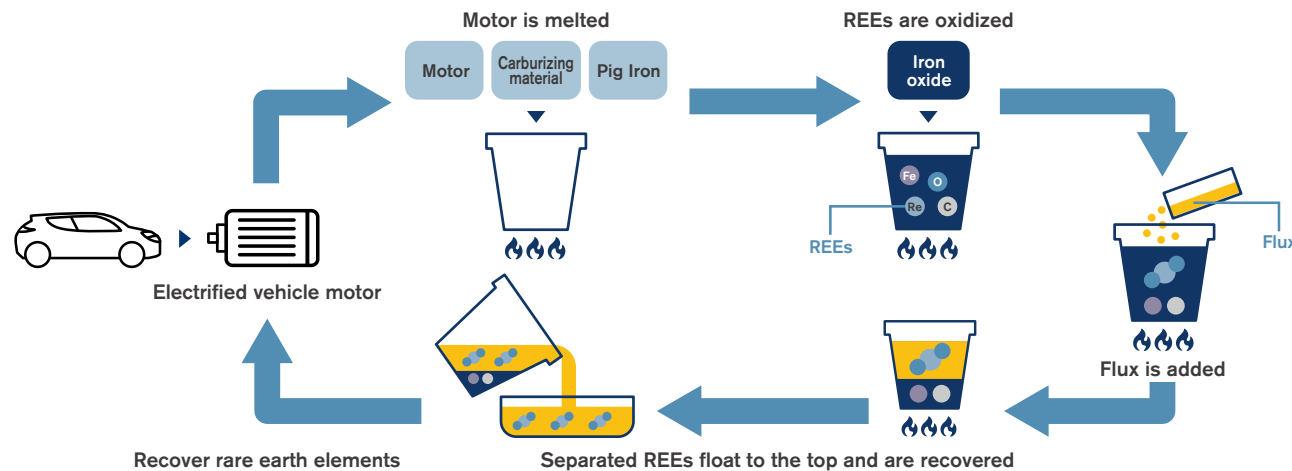 Motor is melted
Motor
Carburizing
material
Pig Iron
REEs are oxidized
Iron
oxide
Fe
O
Re
C
REEs
Flux
Flux is added
Electrified vehicle motor
Recover rare earth elements
Separated REEs float to the top and are recovered